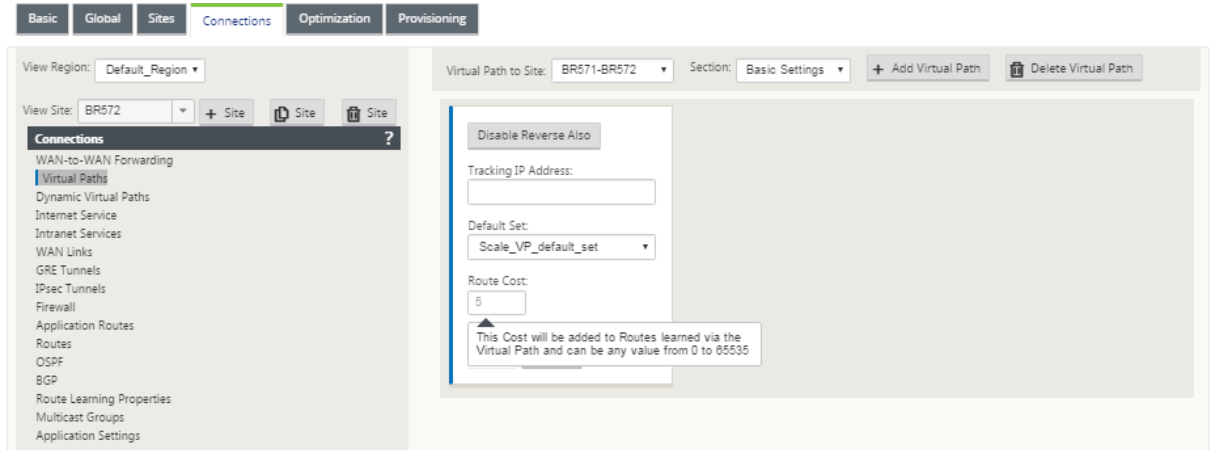 Basic Global Sites Connections Optimization Provisioning
View Region: Default_Region
View Site: BR572 + Site Site Site
Connections ?
WAN-to-WAN Forwarding
Virtual Paths
Dynamic Virtual Paths
Internet Service
Intranet Services
WAN Links
GRE Tunnels
IPsec Tunnels
Firewall
Application Routes
Routes
OSPF
BGP
Route Learning Properties
Multicast Groups
Application Settings
Virtual Path to Site: BR571-BR572 Section: Basic Settings + Add Virtual Path Delete Virtual Path
Disable Reverse Also
Tracking IP Address:
Default Set:
Scale_VP_default_set
Route Cost:
5
This Cost will be added to Routes learned via the
Virtual Path and can be any value from 0 to 65535